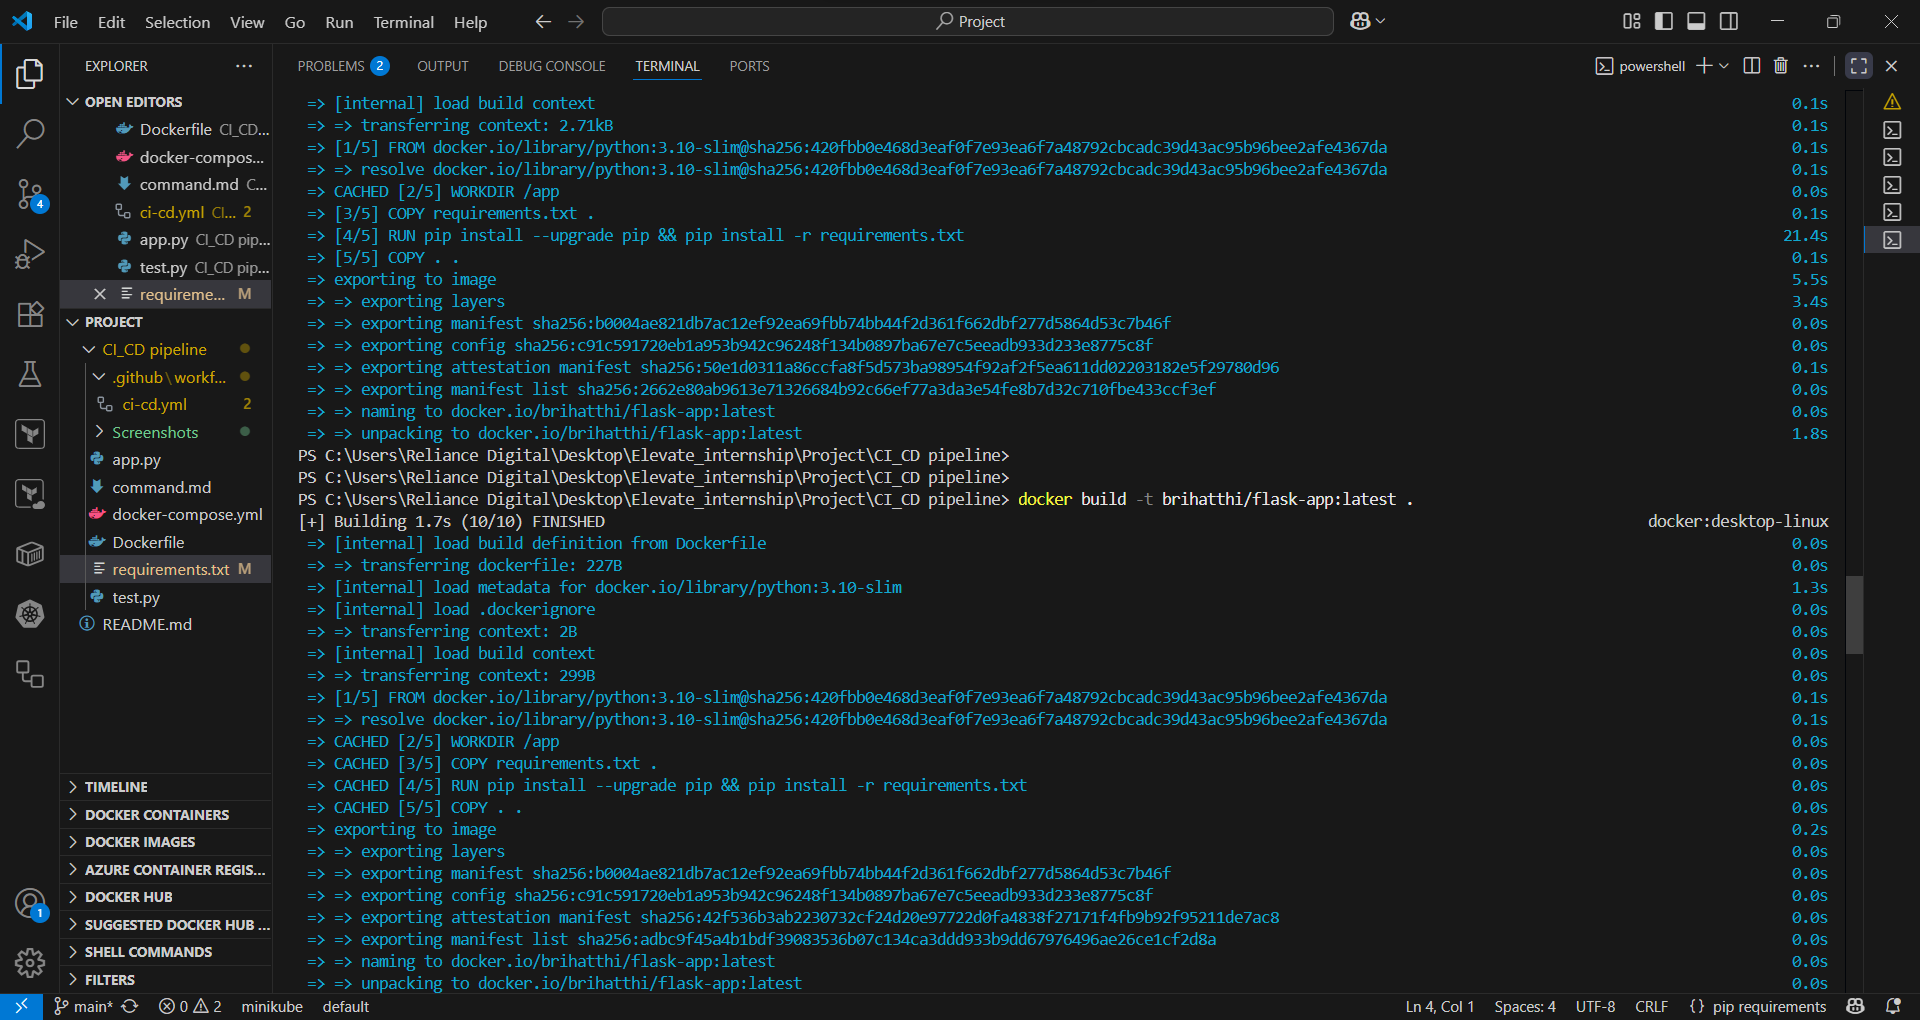 File Edit Selection View Go Run Terminal Help
Project
EXPLORER
OPEN EDITORS
Dockerfile CI_CD...
docker-compos...
command.md C...
ci-cd.yml CI... 2
app.py CI_CD pip...
test.py CI_CD pip...
requireme... M
PROJECT
CI_CD pipeline
.github\workf...
ci-cd.yml 2
Screenshots
app.py
command.md
docker-compose.yml
Dockerfile
requirements.txt M
test.py
README.md
TIMELINE
DOCKER CONTAINERS
DOCKER IMAGES
AZURE CONTAINER REGIS...
DOCKER HUB
SUGGESTED DOCKER HUB ...
SHELL COMMANDS
FILTERS
4
1
PROBLEMS 2 OUTPUT DEBUG CONSOLE TERMINAL PORTS
powershell
=> [internal] load build context 0.1s
=> => transferring context: 2.71kB 0.1s
=> [1/5] FROM docker.io/library/python:3.10-slim@sha256:420fbb0e468d3eaf0f7e93ea6f7a48792cbcadc39d43ac95b96bee2afe4367da 0.1s
=> => resolve docker.io/library/python:3.10-slim@sha256:420fbb0e468d3eaf0f7e93ea6f7a48792cbcadc39d43ac95b96bee2afe4367da 0.1s
=> CACHED [2/5] WORKDIR /app 0.0s
=> [3/5] COPY requirements.txt . 0.1s
=> [4/5] RUN pip install --upgrade pip && pip install -r requirements.txt 21.4s
=> [5/5] COPY . . 0.1s
=> exporting to image 5.5s
=> => exporting layers 3.4s
=> => exporting manifest sha256:b0004ae821db7ac12ef92ea69fbb74bb44f2d361f662dbf277d5864d53c7b46f 0.0s
=> => exporting config sha256:c91c591720eb1a953b942c96248f134b0897ba67e7c5eeadb933d233e8775c8f 0.0s
=> => exporting attestation manifest sha256:50e1d0311a86ccfa8f5d573ba98954f92af2f5ea611dd02203182e5f29780d96 0.1s
=> => exporting manifest list sha256:2662e80ab9613e71326684b92c66ef77a3da3e54fe8b7d32c710fbe433ccf3ef 0.0s
=> => naming to docker.io/brihatthi/flask-app:latest 0.0s
=> => unpacking to docker.io/brihatthi/flask-app:latest 1.8s
PS C:\Users\Reliance Digital\Desktop\Elevate_internship\Project\CI_CD pipeline>
PS C:\Users\Reliance Digital\Desktop\Elevate_internship\Project\CI_CD pipeline>
PS C:\Users\Reliance Digital\Desktop\Elevate_internship\Project\CI_CD pipeline> docker build -t brihatthi/flask-app:latest .
[+] Building 1.7s (10/10) FINISHED docker:desktop-linux
=> [internal] load build definition from Dockerfile 0.0s
=> => transferring dockerfile: 227B 0.0s
=> [internal] load metadata for docker.io/library/python:3.10-slim 1.3s
=> [internal] load .dockerignore 0.0s
=> => transferring context: 2B 0.0s
=> [internal] load build context 0.0s
=> => transferring context: 299B 0.0s
=> [1/5] FROM docker.io/library/python:3.10-slim@sha256:420fbb0e468d3eaf0f7e93ea6f7a48792cbcadc39d43ac95b96bee2afe4367da 0.1s
=> => resolve docker.io/library/python:3.10-slim@sha256:420fbb0e468d3eaf0f7e93ea6f7a48792cbcadc39d43ac95b96bee2afe4367da 0.1s
=> CACHED [2/5] WORKDIR /app 0.0s
=> CACHED [3/5] COPY requirements.txt . 0.0s
=> CACHED [4/5] RUN pip install --upgrade pip && pip install -r requirements.txt 0.0s
=> CACHED [5/5] COPY . . 0.0s
=> exporting to image 0.2s
=> => exporting layers 0.0s
=> => exporting manifest sha256:b0004ae821db7ac12ef92ea69fbb74bb44f2d361f662dbf277d5864d53c7b46f 0.0s
=> => exporting config sha256:c91c591720eb1a953b942c96248f134b0897ba67e7c5eeadb933d233e8775c8f 0.0s
=> => exporting attestation manifest sha256:42f536b3ab2230732cf24d20e97722d0fa4838f27171f4fb9b92f95211de7ac8 0.0s
=> => exporting manifest list sha256:adbc9f45a4b1bdf39083536b07c134ca3ddd933b9dd67976496ae26ce1cf2d8a 0.0s
=> => naming to docker.io/brihatthi/flask-app:latest 0.0s
=> => unpacking to docker.io/brihatthi/flask-app:latest 0.0s
main* 0 2 minikube default Ln 4, Col 1 Spaces: 4 UTF-8 CRLF {} pip requirements